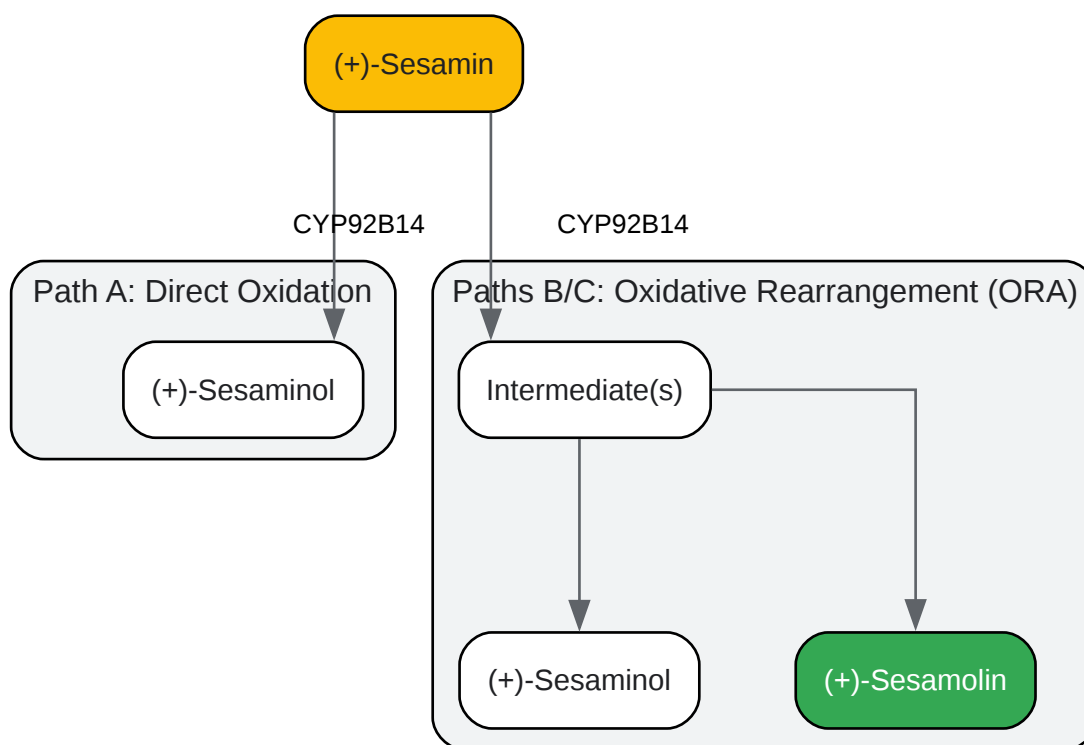 (+)-Sesamin
CYP92B14
CYP92B14
Path A: Direct Oxidation
Paths B/C: Oxidative Rearrangement (ORA)
(+)-Sesaminol
Intermediate(s)
(+)-Sesaminol
(+)-Sesamolin